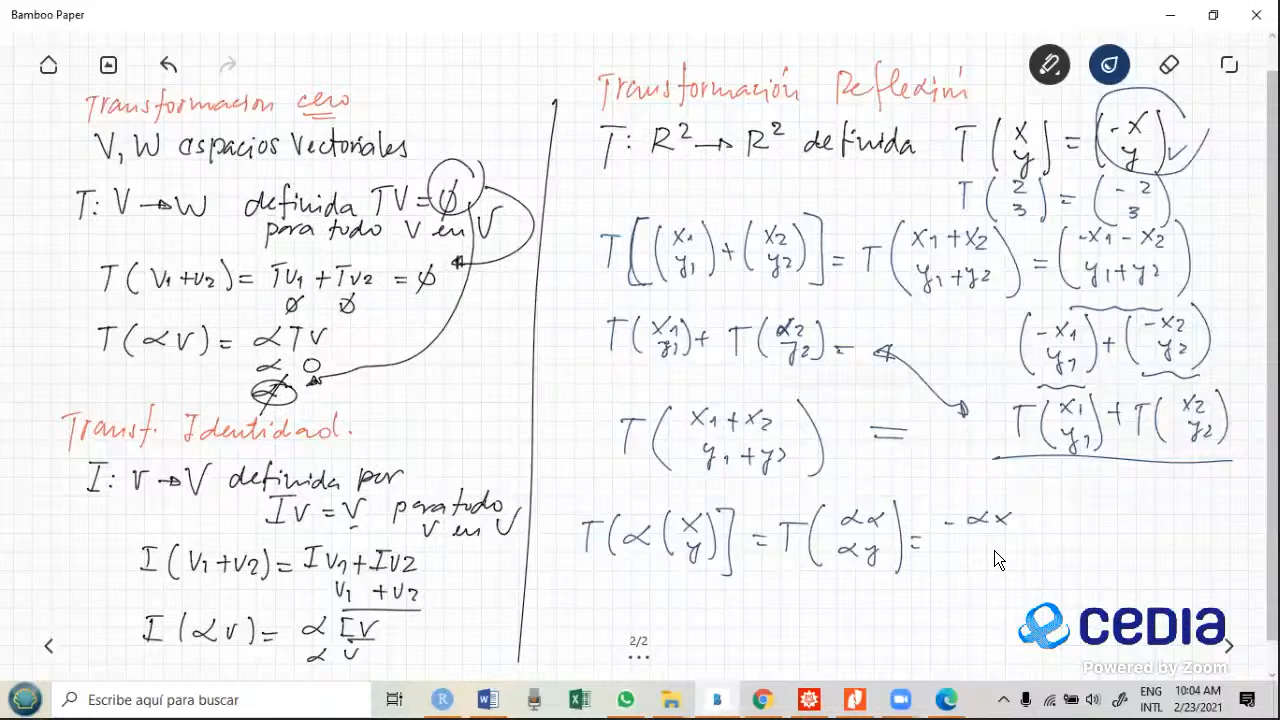 Bamboo Paper
Transformacion cero
V, W espacios Vectoriales
T: V → W definida TV = ϕ
para todo V en V
T(V1+V2) = TV1 + TV2 = ϕ
ϕ ϕ
T(αV) = αTV
α 0
Transf. Identidad.
I: V → V definida por
IV = V para todo
V en V
I(V1+V2) = IV1 + IV2
V1 + V2
I(αV) = α IV
α V
Transformación Reflexión
T: R² → R² definida T(x y) = (-x y)
T(2 3) = (-2 3)
T[(x1 y1) + (x2 y2)] = T(x1+x2 y1+y2) = (-x1-x2 y1+y2)
T(x1 y1) + T(x2 y2) = (-x1 y1) + (-x2 y2)
T(x1+x2 y1+y2) = T(x1 y1) + T(x2 y2)
T(α(x y)] = T(αα αy) = -αx
2/2
...
cedia
Powered by Zoom
Escribe aquí para buscar
ENG
INTL
10:04 AM
2/23/2021